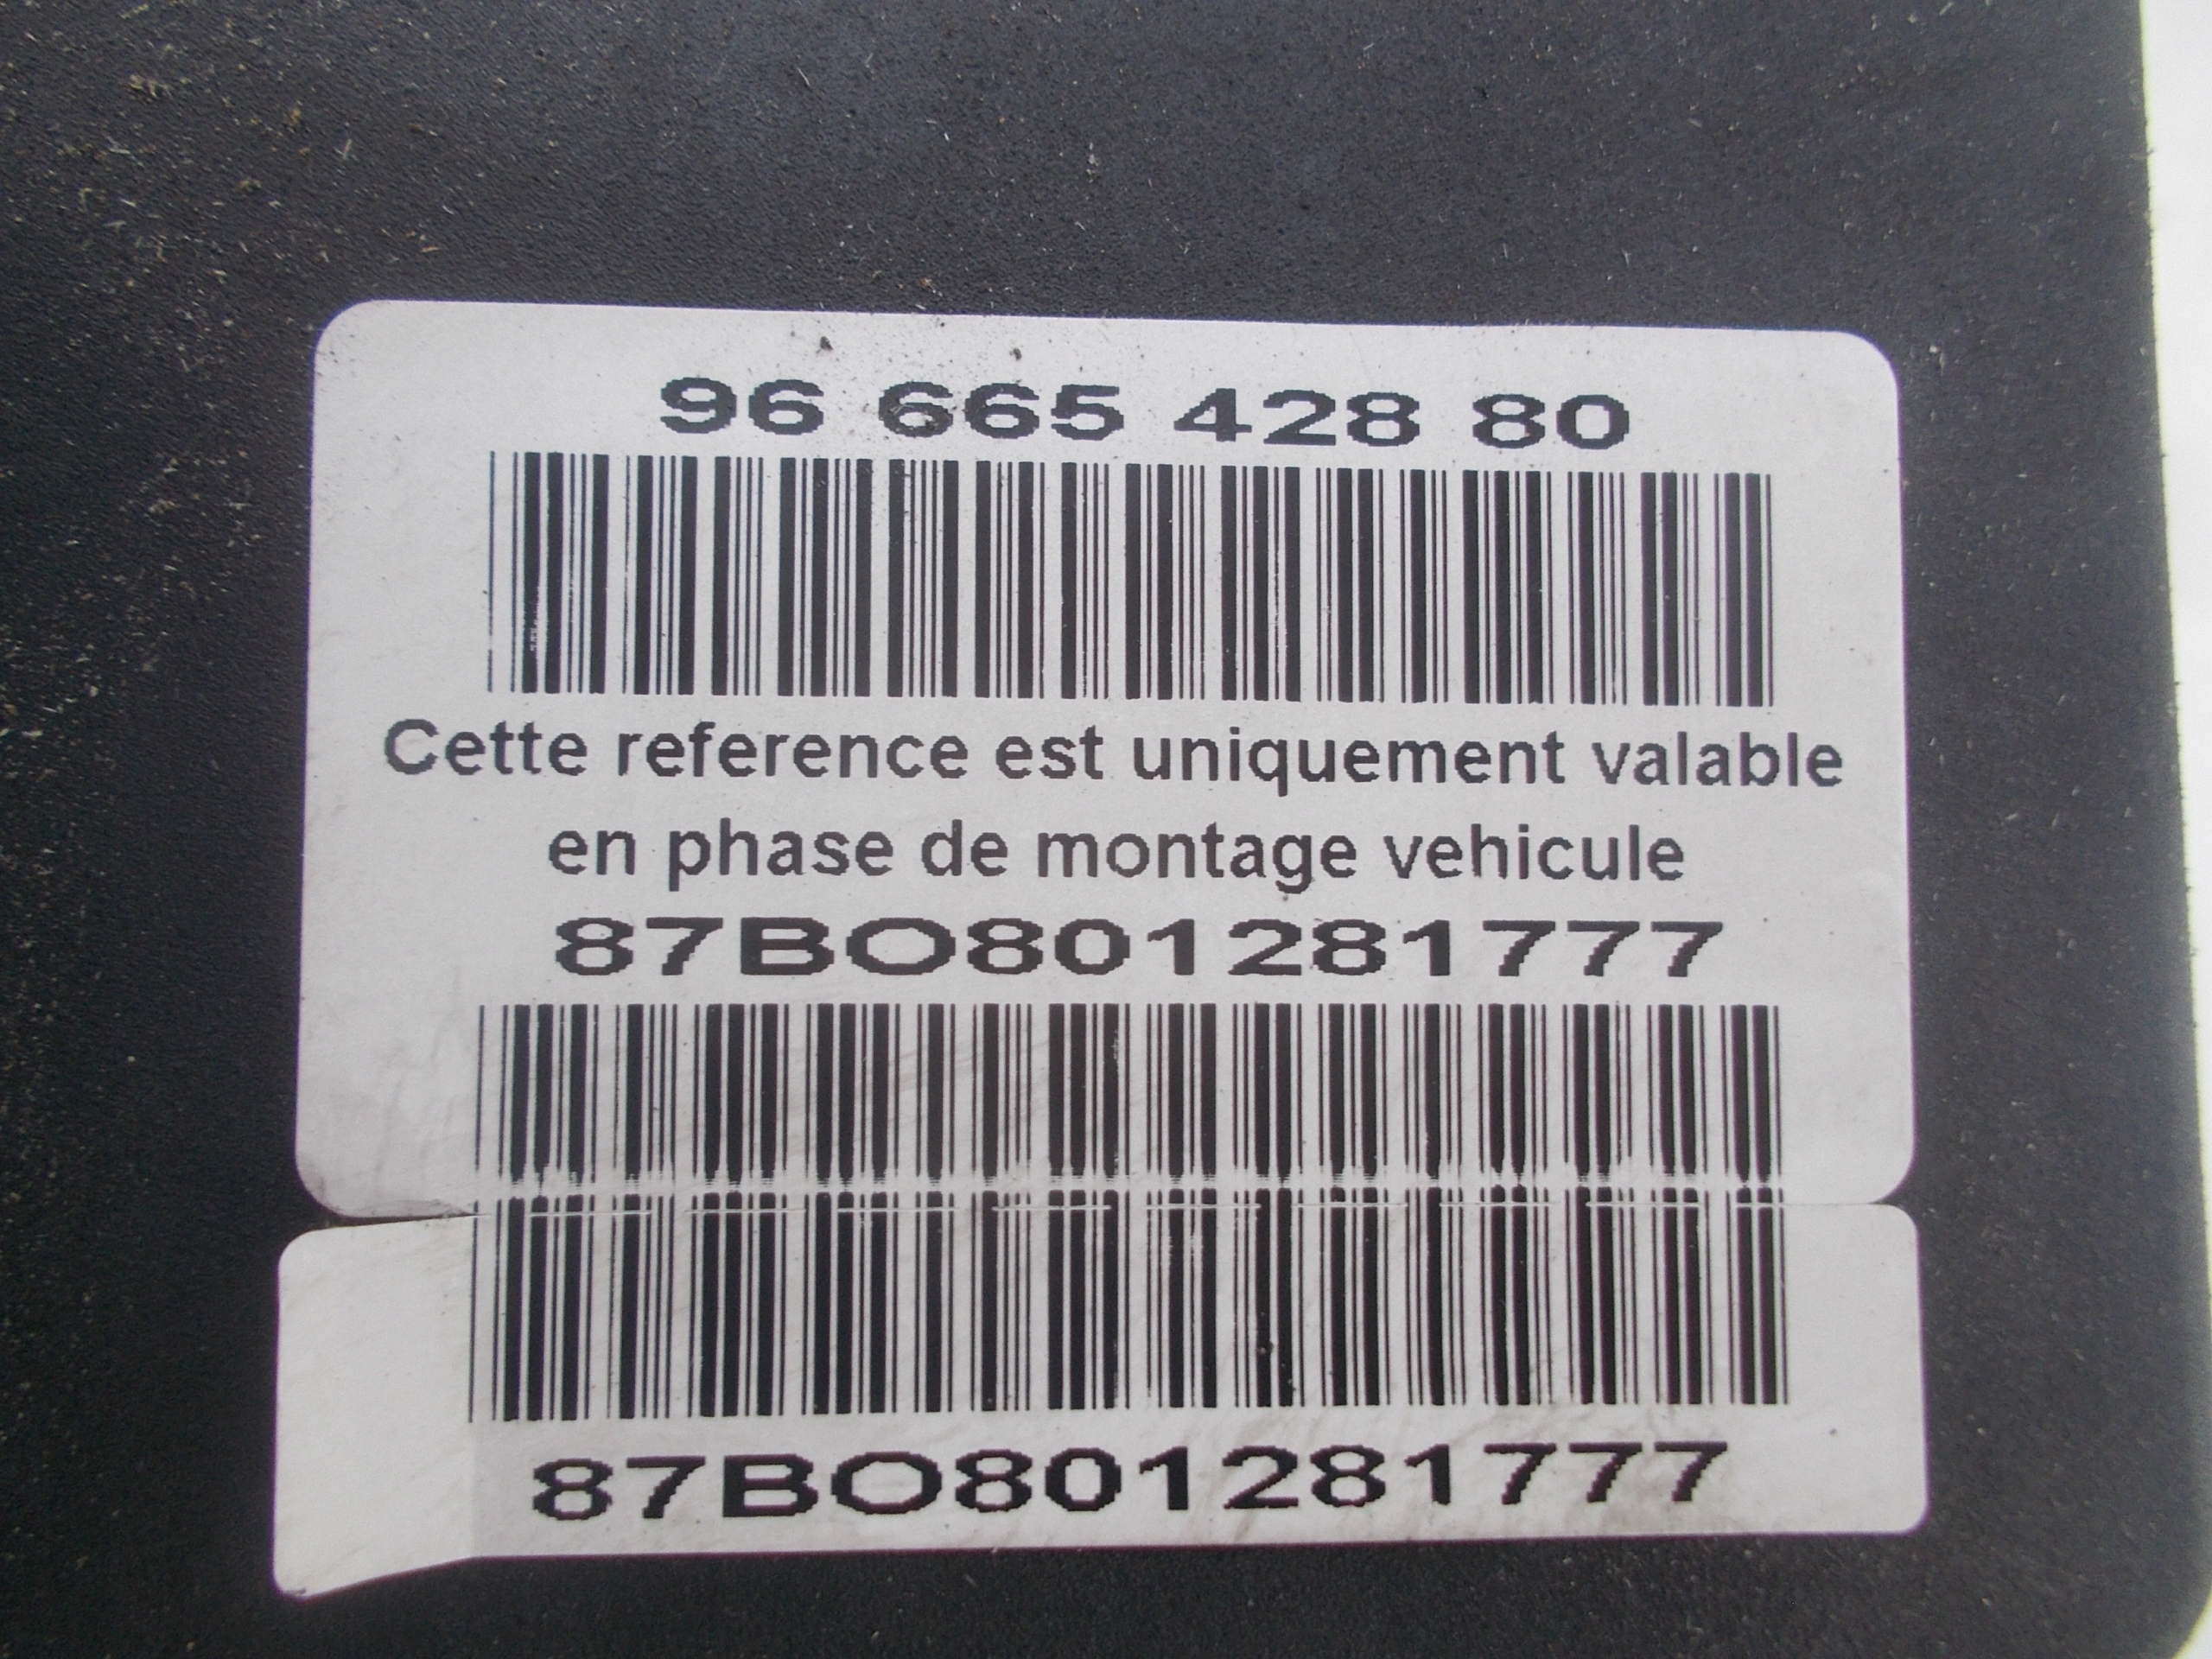 96 665 428 80
Cette reference est uniquement valable
en phase de montage vehicule
87BO801281777
87BO801281777